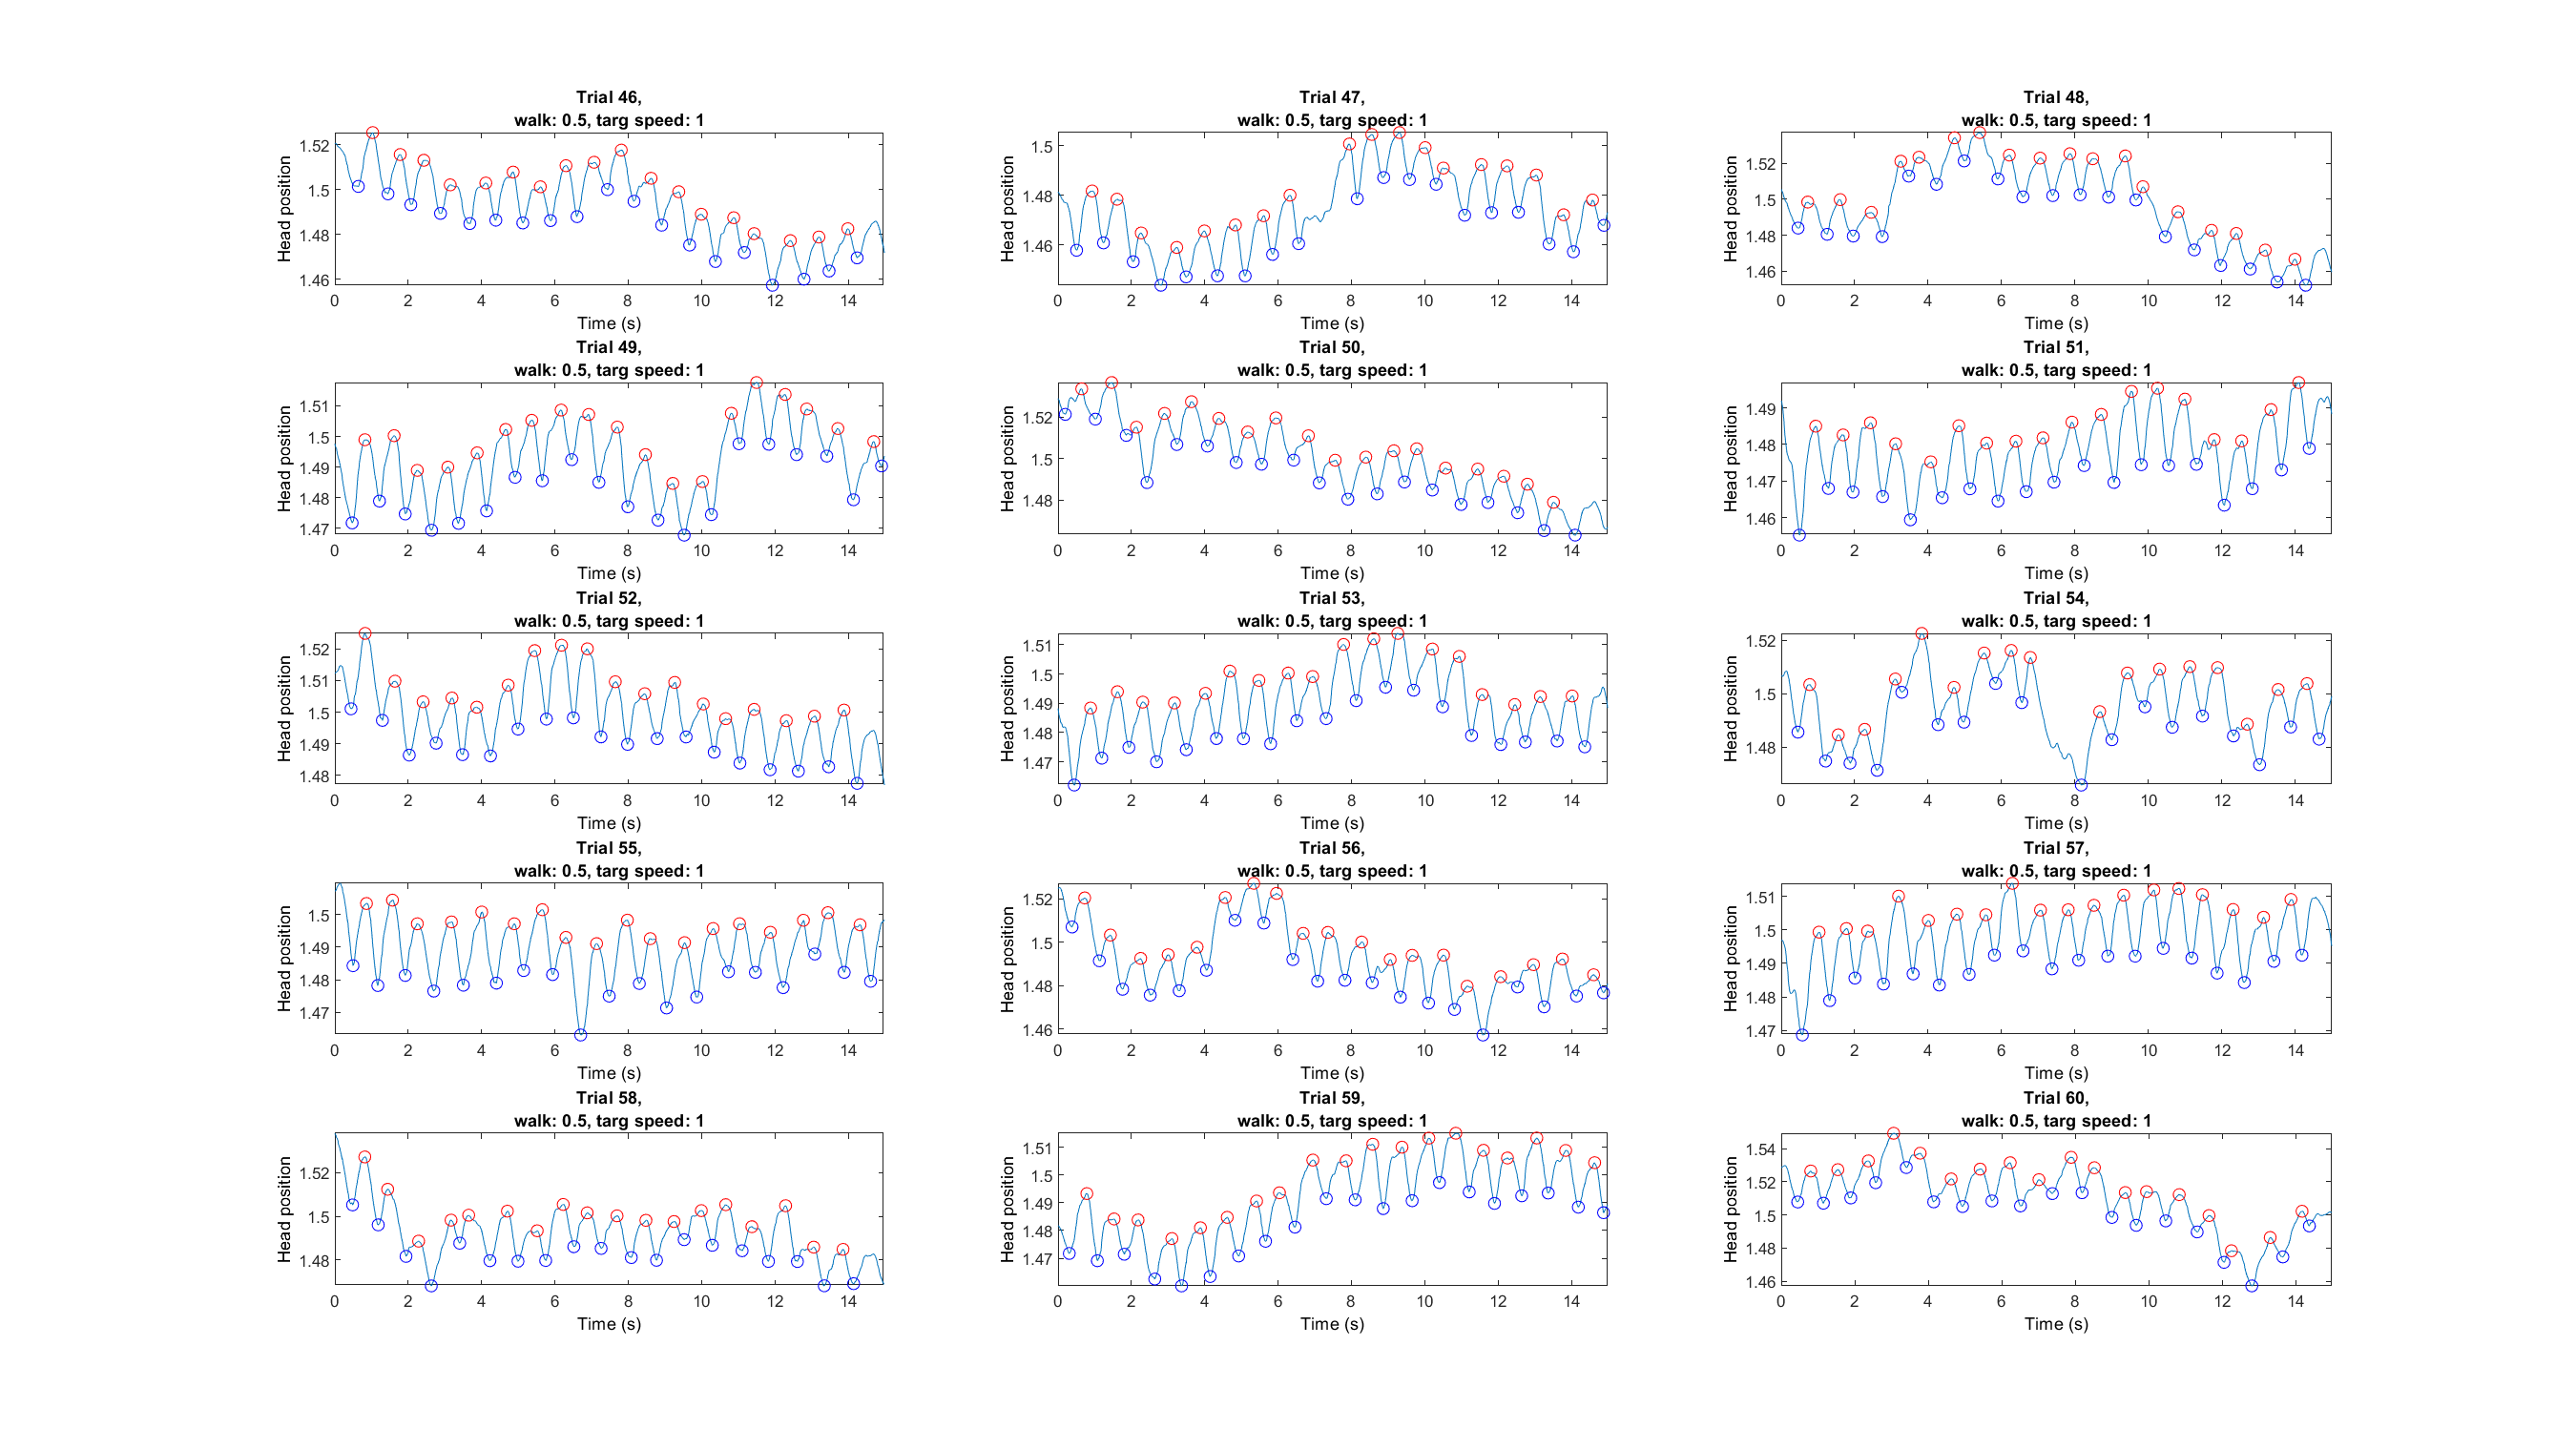 Trial 46,
walk: 0.5, targ speed: 1
Head position
1.52
1.5
1.48
1.46
0 2 4 6 8 10 12 14
Time (s)
Trial 47,
walk: 0.5, targ speed: 1
Head position
1.5
1.48
1.46
0 2 4 6 8 10 12 14
Time (s)
Trial 48,
walk: 0.5, targ speed: 1
Head position
1.52
1.5
1.48
1.46
0 2 4 6 8 10 12 14
Time (s)
Trial 49,
walk: 0.5, targ speed: 1
Head position
1.51
1.5
1.49
1.48
1.47
0 2 4 6 8 10 12 14
Time (s)
Trial 50,
walk: 0.5, targ speed: 1
Head position
1.52
1.5
1.48
0 2 4 6 8 10 12 14
Time (s)
Trial 51,
walk: 0.5, targ speed: 1
Head position
1.49
1.48
1.47
1.46
0 2 4 6 8 10 12 14
Time (s)
Trial 52,
walk: 0.5, targ speed: 1
Head position
1.52
1.51
1.5
1.49
1.48
0 2 4 6 8 10 12 14
Time (s)
Trial 53,
walk: 0.5, targ speed: 1
Head position
1.51
1.5
1.49
1.48
1.47
0 2 4 6 8 10 12 14
Time (s)
Trial 54,
walk: 0.5, targ speed: 1
Head position
1.52
1.5
1.48
0 2 4 6 8 10 12 14
Time (s)
Trial 55,
walk: 0.5, targ speed: 1
Head position
1.5
1.49
1.48
1.47
0 2 4 6 8 10 12 14
Time (s)
Trial 56,
walk: 0.5, targ speed: 1
Head position
1.52
1.5
1.48
1.46
0 2 4 6 8 10 12 14
Time (s)
Trial 57,
walk: 0.5, targ speed: 1
Head position
1.51
1.5
1.49
1.48
1.47
0 2 4 6 8 10 12 14
Time (s)
Trial 58,
walk: 0.5, targ speed: 1
Head position
1.52
1.5
1.48
0 2 4 6 8 10 12 14
Time (s)
Trial 59,
walk: 0.5, targ speed: 1
Head position
1.51
1.5
1.49
1.48
1.47
0 2 4 6 8 10 12 14
Time (s)
Trial 60,
walk: 0.5, targ speed: 1
Head position
1.54
1.52
1.5
1.48
1.46
0 2 4 6 8 10 12 14
Time (s)